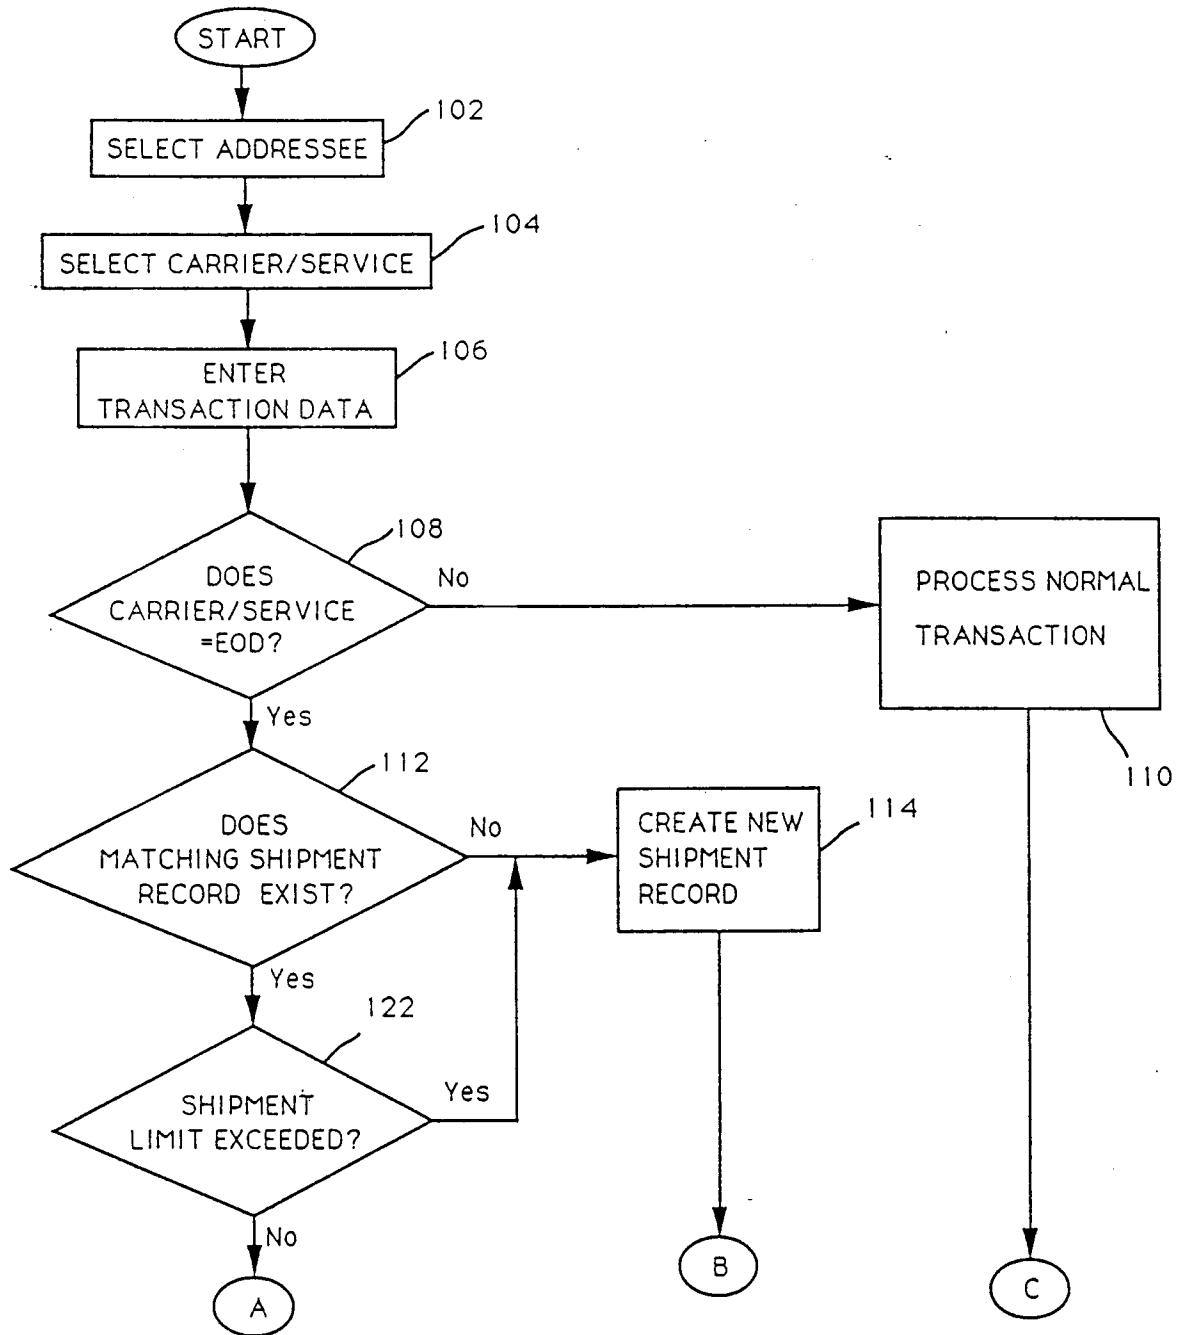 START
102
SELECT ADDRESSEE
104
SELECT CARRIER/SERVICE
106
ENTER
TRANSACTION DATA
108
DOES
CARRIER/SERVICE
=EOD?
No
PROCESS NORMAL
TRANSACTION
110
Yes
112
DOES
MATCHING SHIPMENT
RECORD EXIST?
No
CREATE NEW
SHIPMENT
RECORD
114
Yes
122
SHIPMENT
LIMIT EXCEEDED?
Yes
No
A
B
C